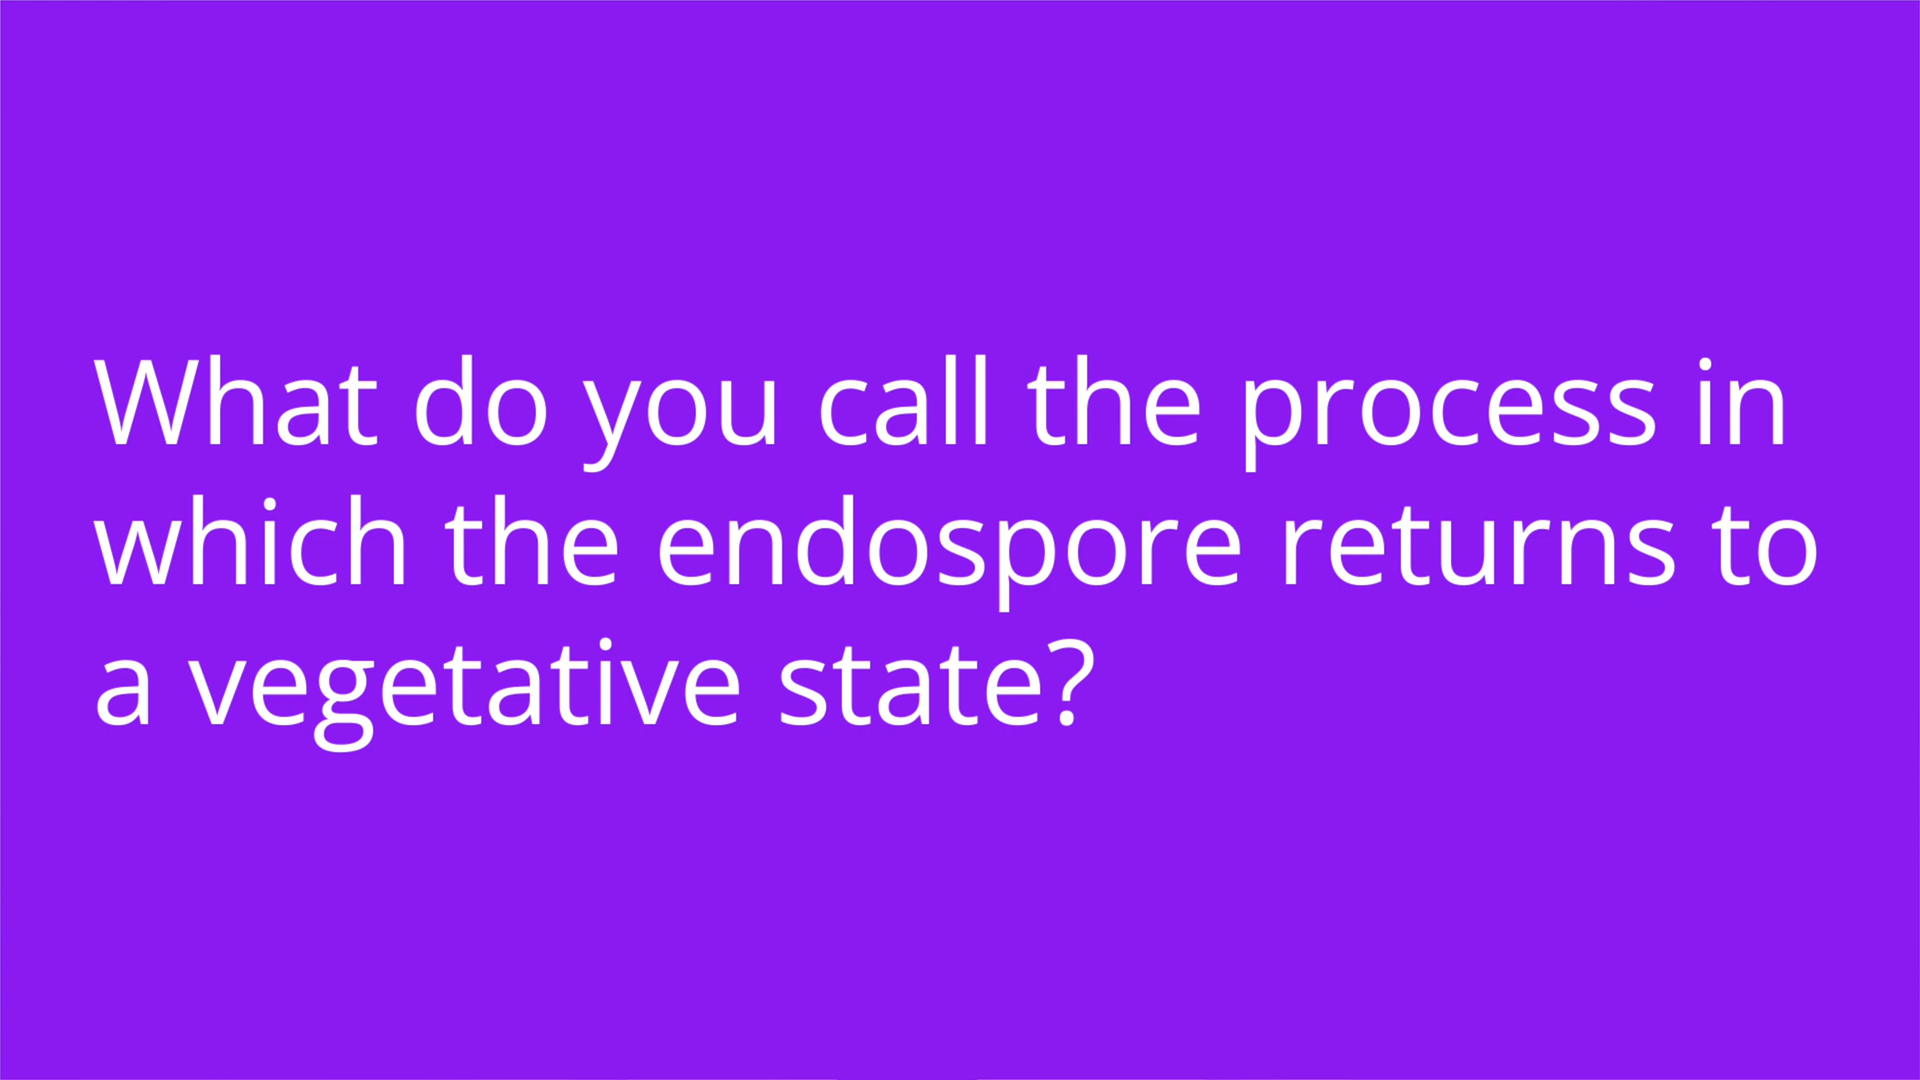 What do you call the process in
which the endospore returns to
a vegetative state?